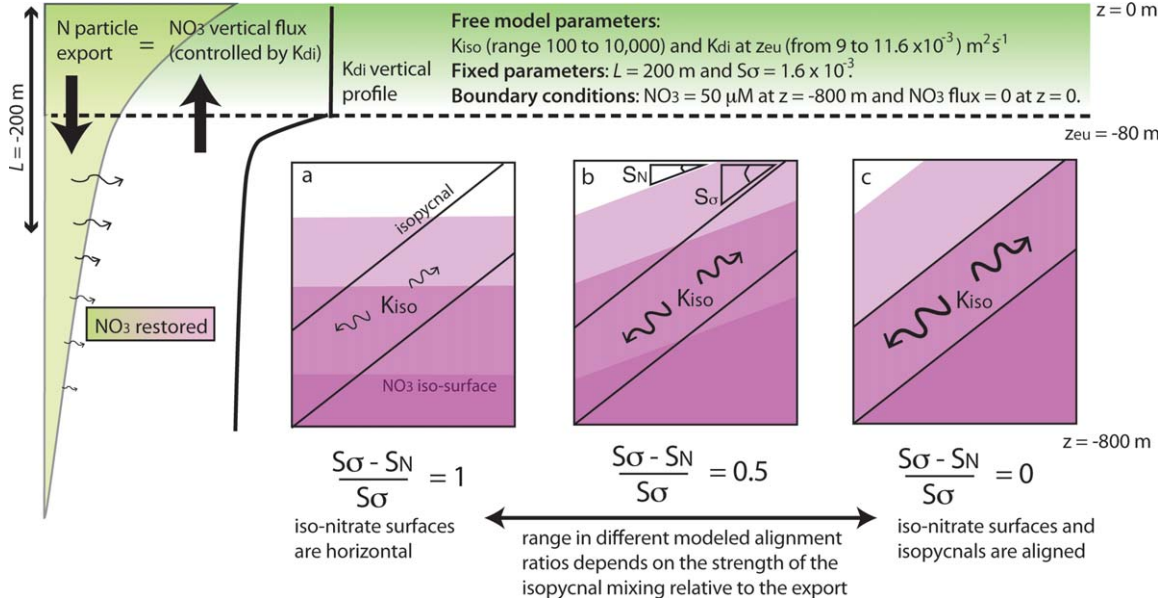 N particle export = NO3 vertical flux (controlled by Kdi)
Kdi vertical profile
Free model parameters:
Kiso (range 100 to 10,000) and Kdi at zeu (from 9 to 11.6 x10⁻³) m²s⁻¹
Fixed parameters: L = 200 m and Sσ = 1.6 x 10⁻³.
Boundary conditions: NO3 = 50 μM at z = -800 m and NO3 flux = 0 at z = 0.
z = 0 m
L = -200 m
zeu = -80 m
NO3 restored
a
isopycnal
Kiso
NO3 iso-surface
b
SN
Sσ
Kiso
c
Kiso
z = -800 m
Sσ - SN / Sσ = 1
iso-nitrate surfaces
are horizontal
Sσ - SN / Sσ = 0.5
range in different modeled alignment
ratios depends on the strength of the
isopycnal mixing relative to the export
Sσ - SN / Sσ = 0
iso-nitrate surfaces and
isopycnals are aligned